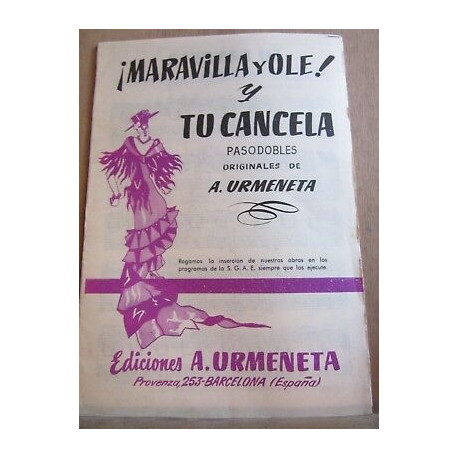 ¡MARAVILLA Y OLE!
y
TU CANCELA
PASODOBLES
ORIGINALES DE
A. URMENETA
Rogamos la inserción de nuestras obras en los
programas de la S. G. A. E. siempre que las ejecute.
Ediciones A. URMENETA
Provenza, 253-BARCELONA (España)